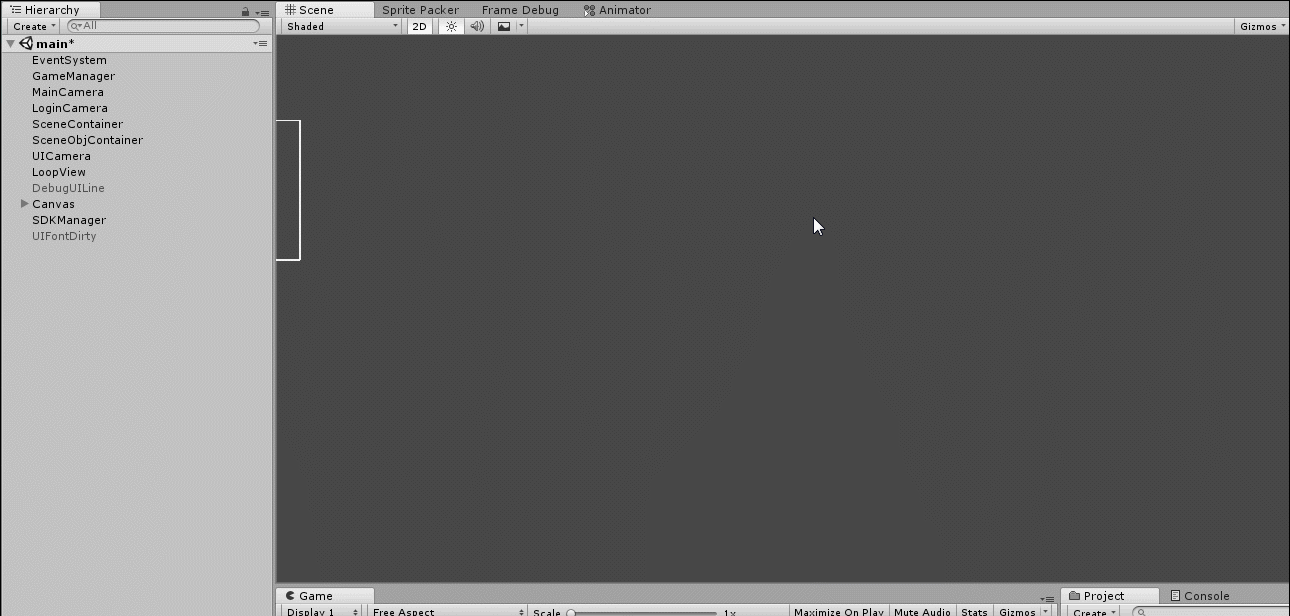 Hierarchy
Create All
main*
EventSystem
GameManager
MainCamera
LoginCamera
SceneContainer
SceneObjContainer
UICamera
LoopView
DebugUILine
Canvas
SDKManager
UIFontDirty
Scene Sprite Packer Frame Debug Animator
Shaded 2D Gizmos
Game
Display 1 Free Aspect Scale 1x Maximize On Play Mute Audio Stats Gizmos
Project Console
Create